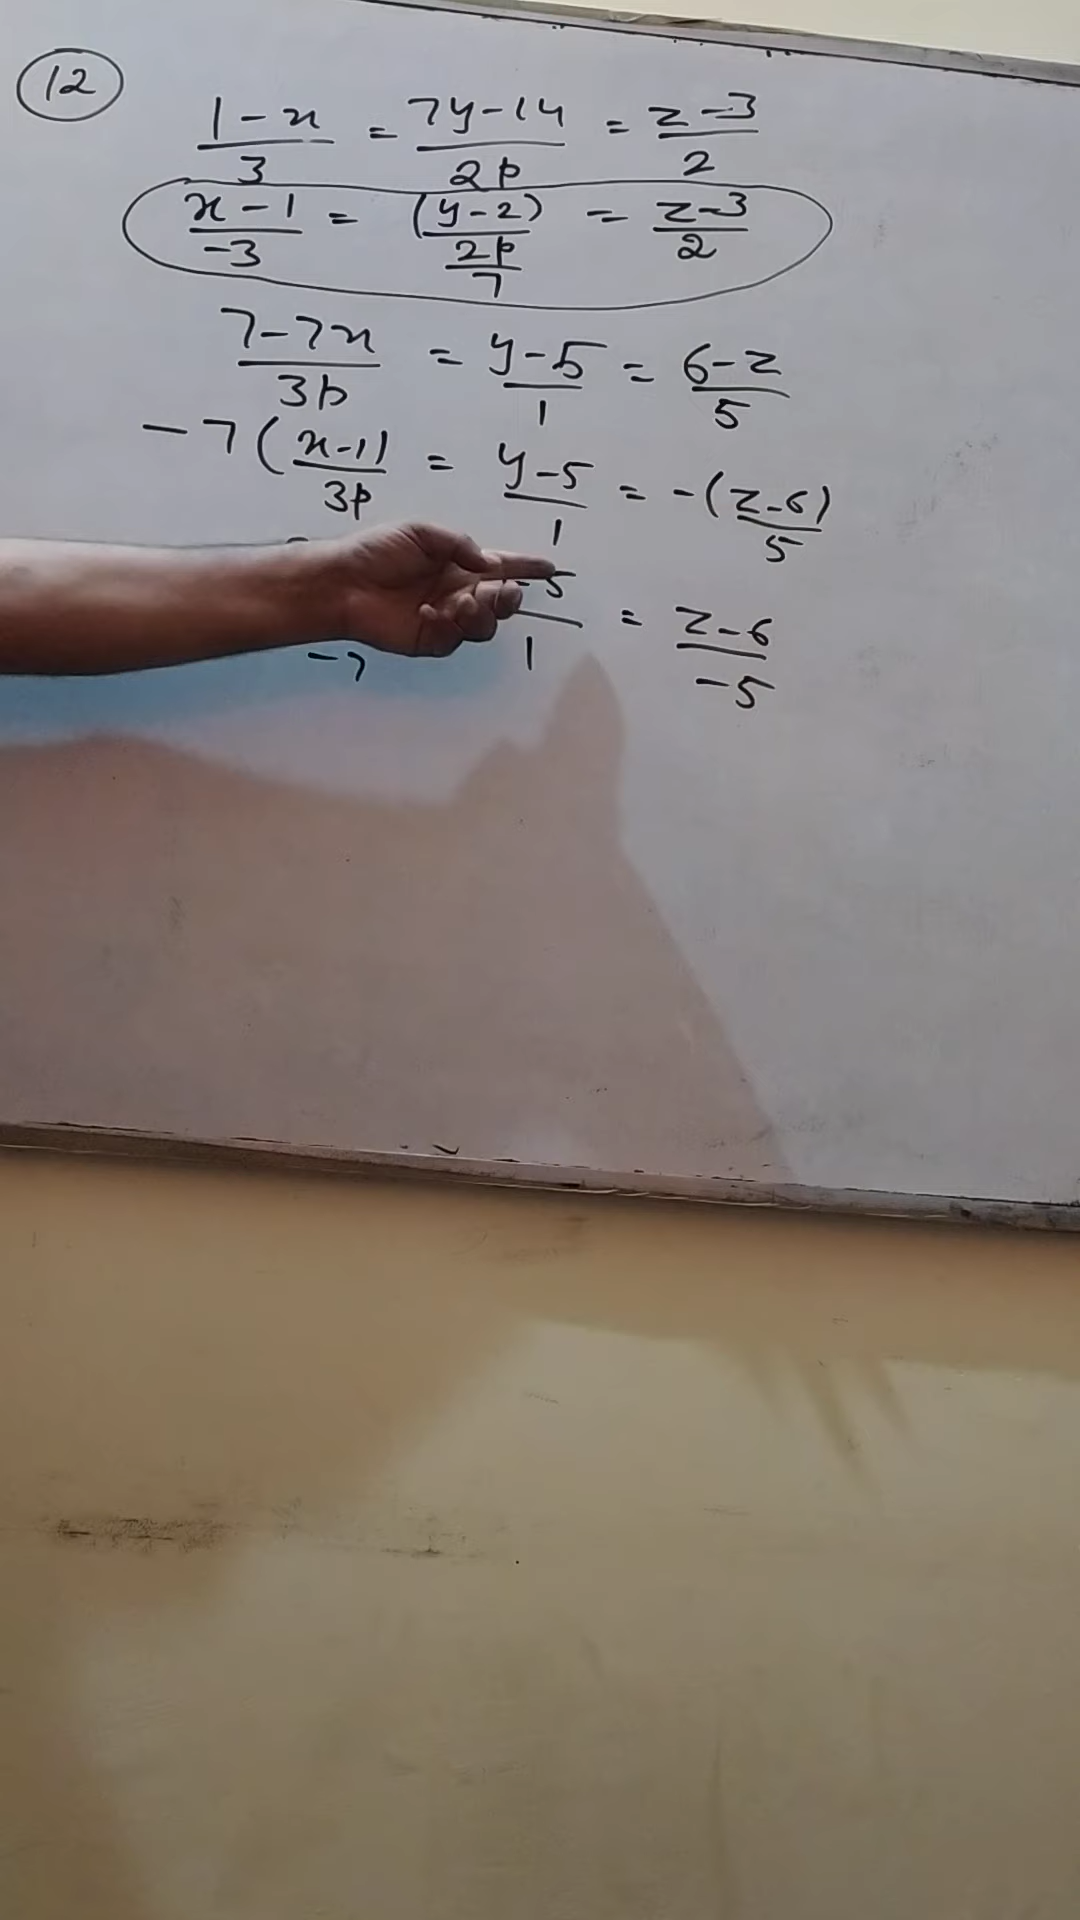 12
(1-x)/3 = (7y-14)/2p = (z-3)/2
(x-1)/-3 = (y-2)/(2p/7) = (z-3)/2
(7-7x)/3p = (y-5)/1 = (6-z)/5
-7(x-1)/3p = (y-5)/1 = -(z-6)/5
/-7 -5/1 = (z-6)/-5